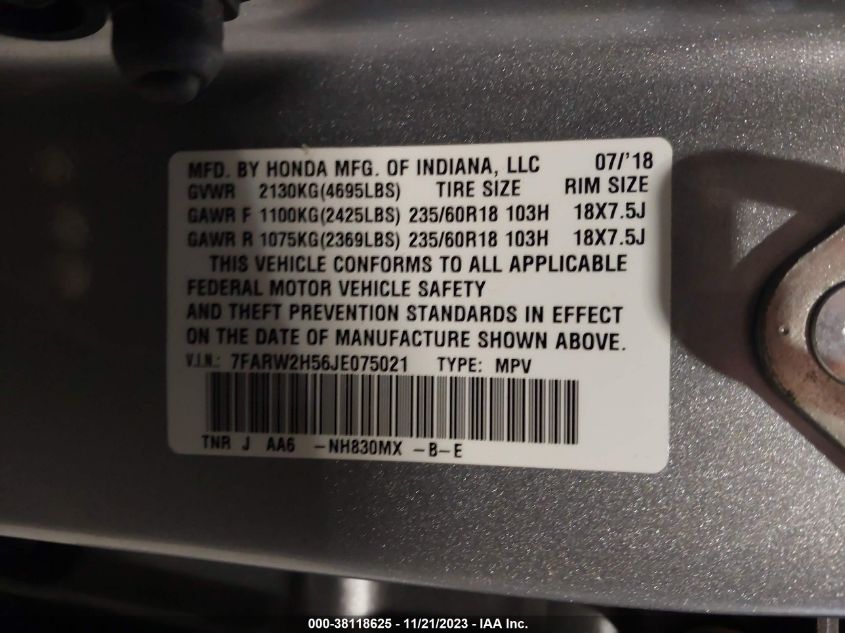 MFD. BY HONDA MFG. OF INDIANA, LLC 07/'18
GVWR 2130KG(4695LBS) TIRE SIZE RIM SIZE
GAWR F 1100KG(2425LBS) 235/60R18 103H 18X7.5J
GAWR R 1075KG(2369LBS) 235/60R18 103H 18X7.5J
THIS VEHICLE CONFORMS TO ALL APPLICABLE
FEDERAL MOTOR VEHICLE SAFETY
AND THEFT PREVENTION STANDARDS IN EFFECT
ON THE DATE OF MANUFACTURE SHOWN ABOVE.
V.I.N.: 7FARW2H56JE075021 TYPE: MPV
TNR J AA6 -NH830MX -B-E
000-38118625 - 11/21/2023 - IAA Inc.